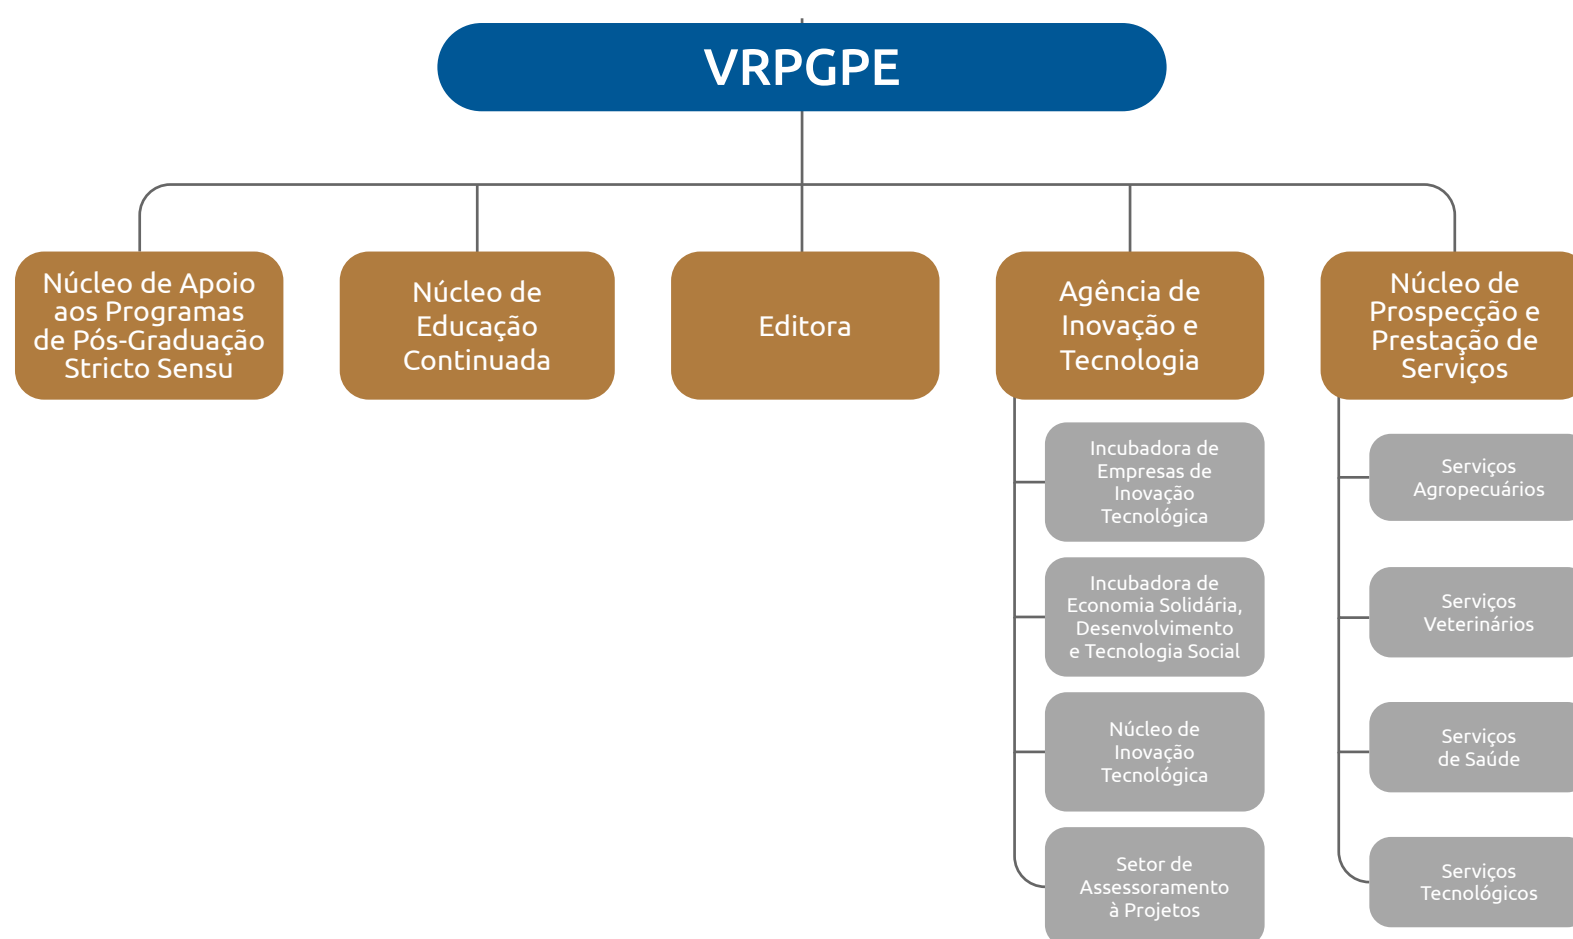 VRPGPE
Núcleo de Apoio
aos Programas
de Pós-Graduação
Stricto Sensu
Núcleo de
Educação
Continuada
Editora
Agência de
Inovação e
Tecnologia
Núcleo de
Prospecção e
Prestação de
Serviços
Incubadora de
Empresas de
Inovação
Tecnológica
Incubadora de
Economia Solidária,
Desenvolvimento
e Tecnologia Social
Núcleo de
Inovação
Tecnológica
Setor de
Assessoramento
à Projetos
Serviços
Agropecuários
Serviços
Veterinários
Serviços
de Saúde
Serviços
Tecnológicos